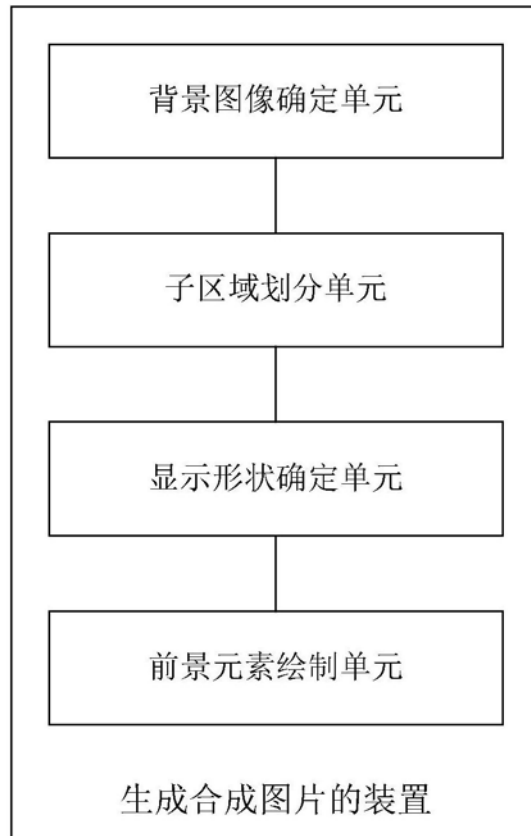 背景图像确定单元
子区域划分单元
显示形状确定单元
前景元素绘制单元
生成合成图片的装置